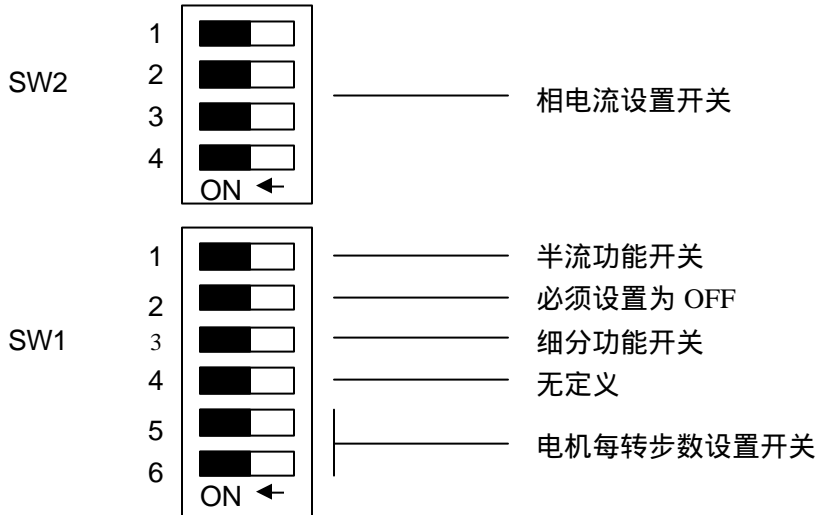 1
2
SW2
相电流设置开关
3
4
ON
1
半流功能开关
2
必须设置为 OFF
SW1
3
细分功能开关
4
无定义
5
电机每转步数设置开关
6
ON